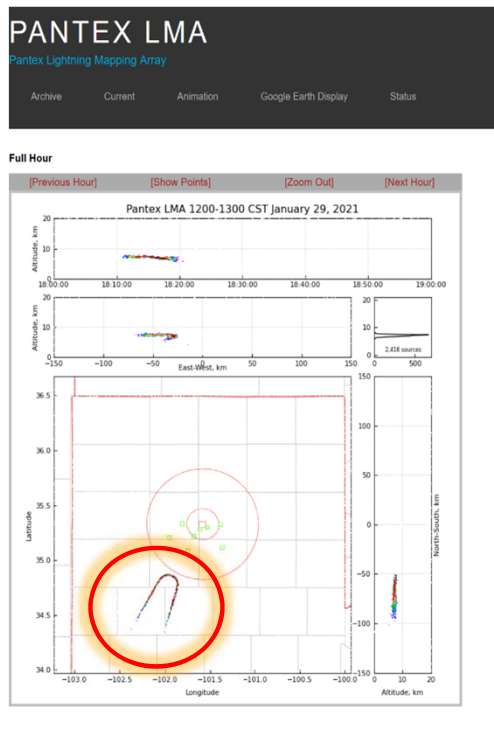 PANTEX LMA
Pantex Lightning Mapping Array
Archive Current Animation Google Earth Display Status
Full Hour
[Previous Hour] [Show Points] [Zoom Out] [Next Hour]
Pantex LMA 1200-1300 CST January 29, 2021
20
10
0
Altitude, km
18:00:00 18:10:00 18:20:00 18:30:00 18:40:00 18:50:00 19:00:00
20
10
0
Altitude, km
−150 −100 −50 0 50 100 150
East-West, km
20
10
0
2,416 sources
0 500
36.5
36.0
35.5
35.0
34.5
34.0
Latitude
−103.0 −102.5 −102.0 −101.5 −101.0 −100.5 −100.0
Longitude
150
100
50
0
−50
−100
−150
North-South, km
0 10 20
Altitude, km